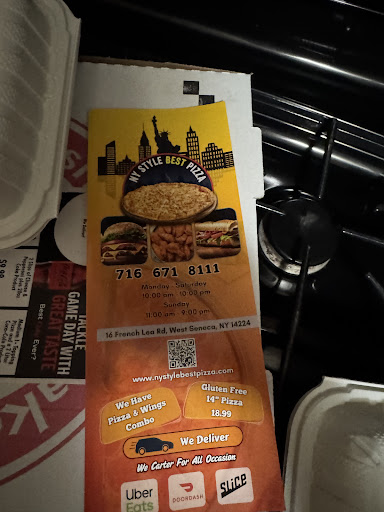 NY STYLE BEST PIZZA
716 671 8111
Monday - Saturday
10:00 am - 10:00 pm
Sunday
11:00 am - 9:00 pm
16 French Lea Rd, West Seneca, NY 14224
www.nystylebestpizza.com
We Have
Pizza & Wings
Combo
Gluten Free
14" Pizza
18.99
We Deliver
We Carter For All Occasion
Uber
Eats
DOORDASH
SLiCE
TACKLE
GAME DAY WITH
GREAT TASTE